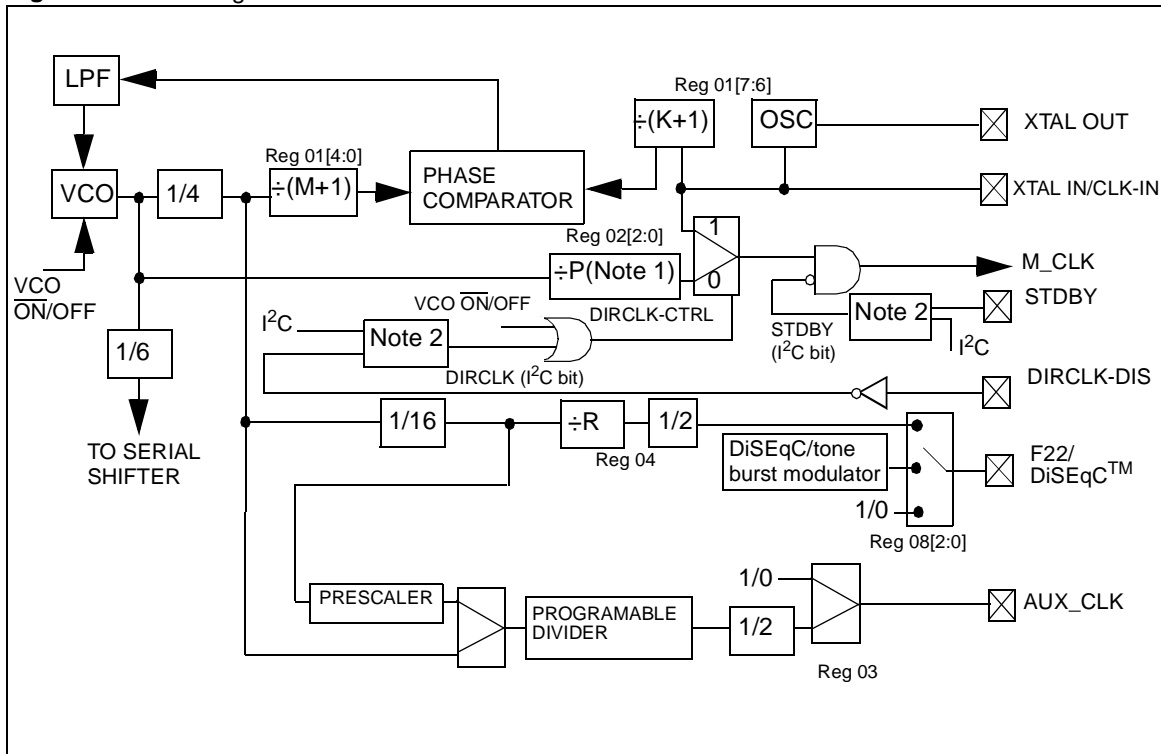 LPF
Reg 01[7:6]
÷(K+1)
OSC
XTAL OUT
Reg 01[4:0]
VCO
1/4
÷(M+1)
PHASE
COMPARATOR
XTAL IN/CLK-IN
Reg 02[2:0]
1
÷P(Note 1)
0
M_CLK
VCO
ON/OFF
VCO ON/OFF
DIRCLK-CTRL
STDBY
I²C
Note 2
STDBY
(I²C bit)
Note 2
I²C
1/6
DIRCLK (I²C bit)
DIRCLK-DIS
1/16
÷R
1/2
TO SERIAL
SHIFTER
Reg 04
DiSEqC/tone
burst modulator
F22/
DiSEqC™
1/0
Reg 08[2:0]
1/0
PRESCALER
PROGRAMABLE
DIVIDER
1/2
AUX_CLK
Reg 03